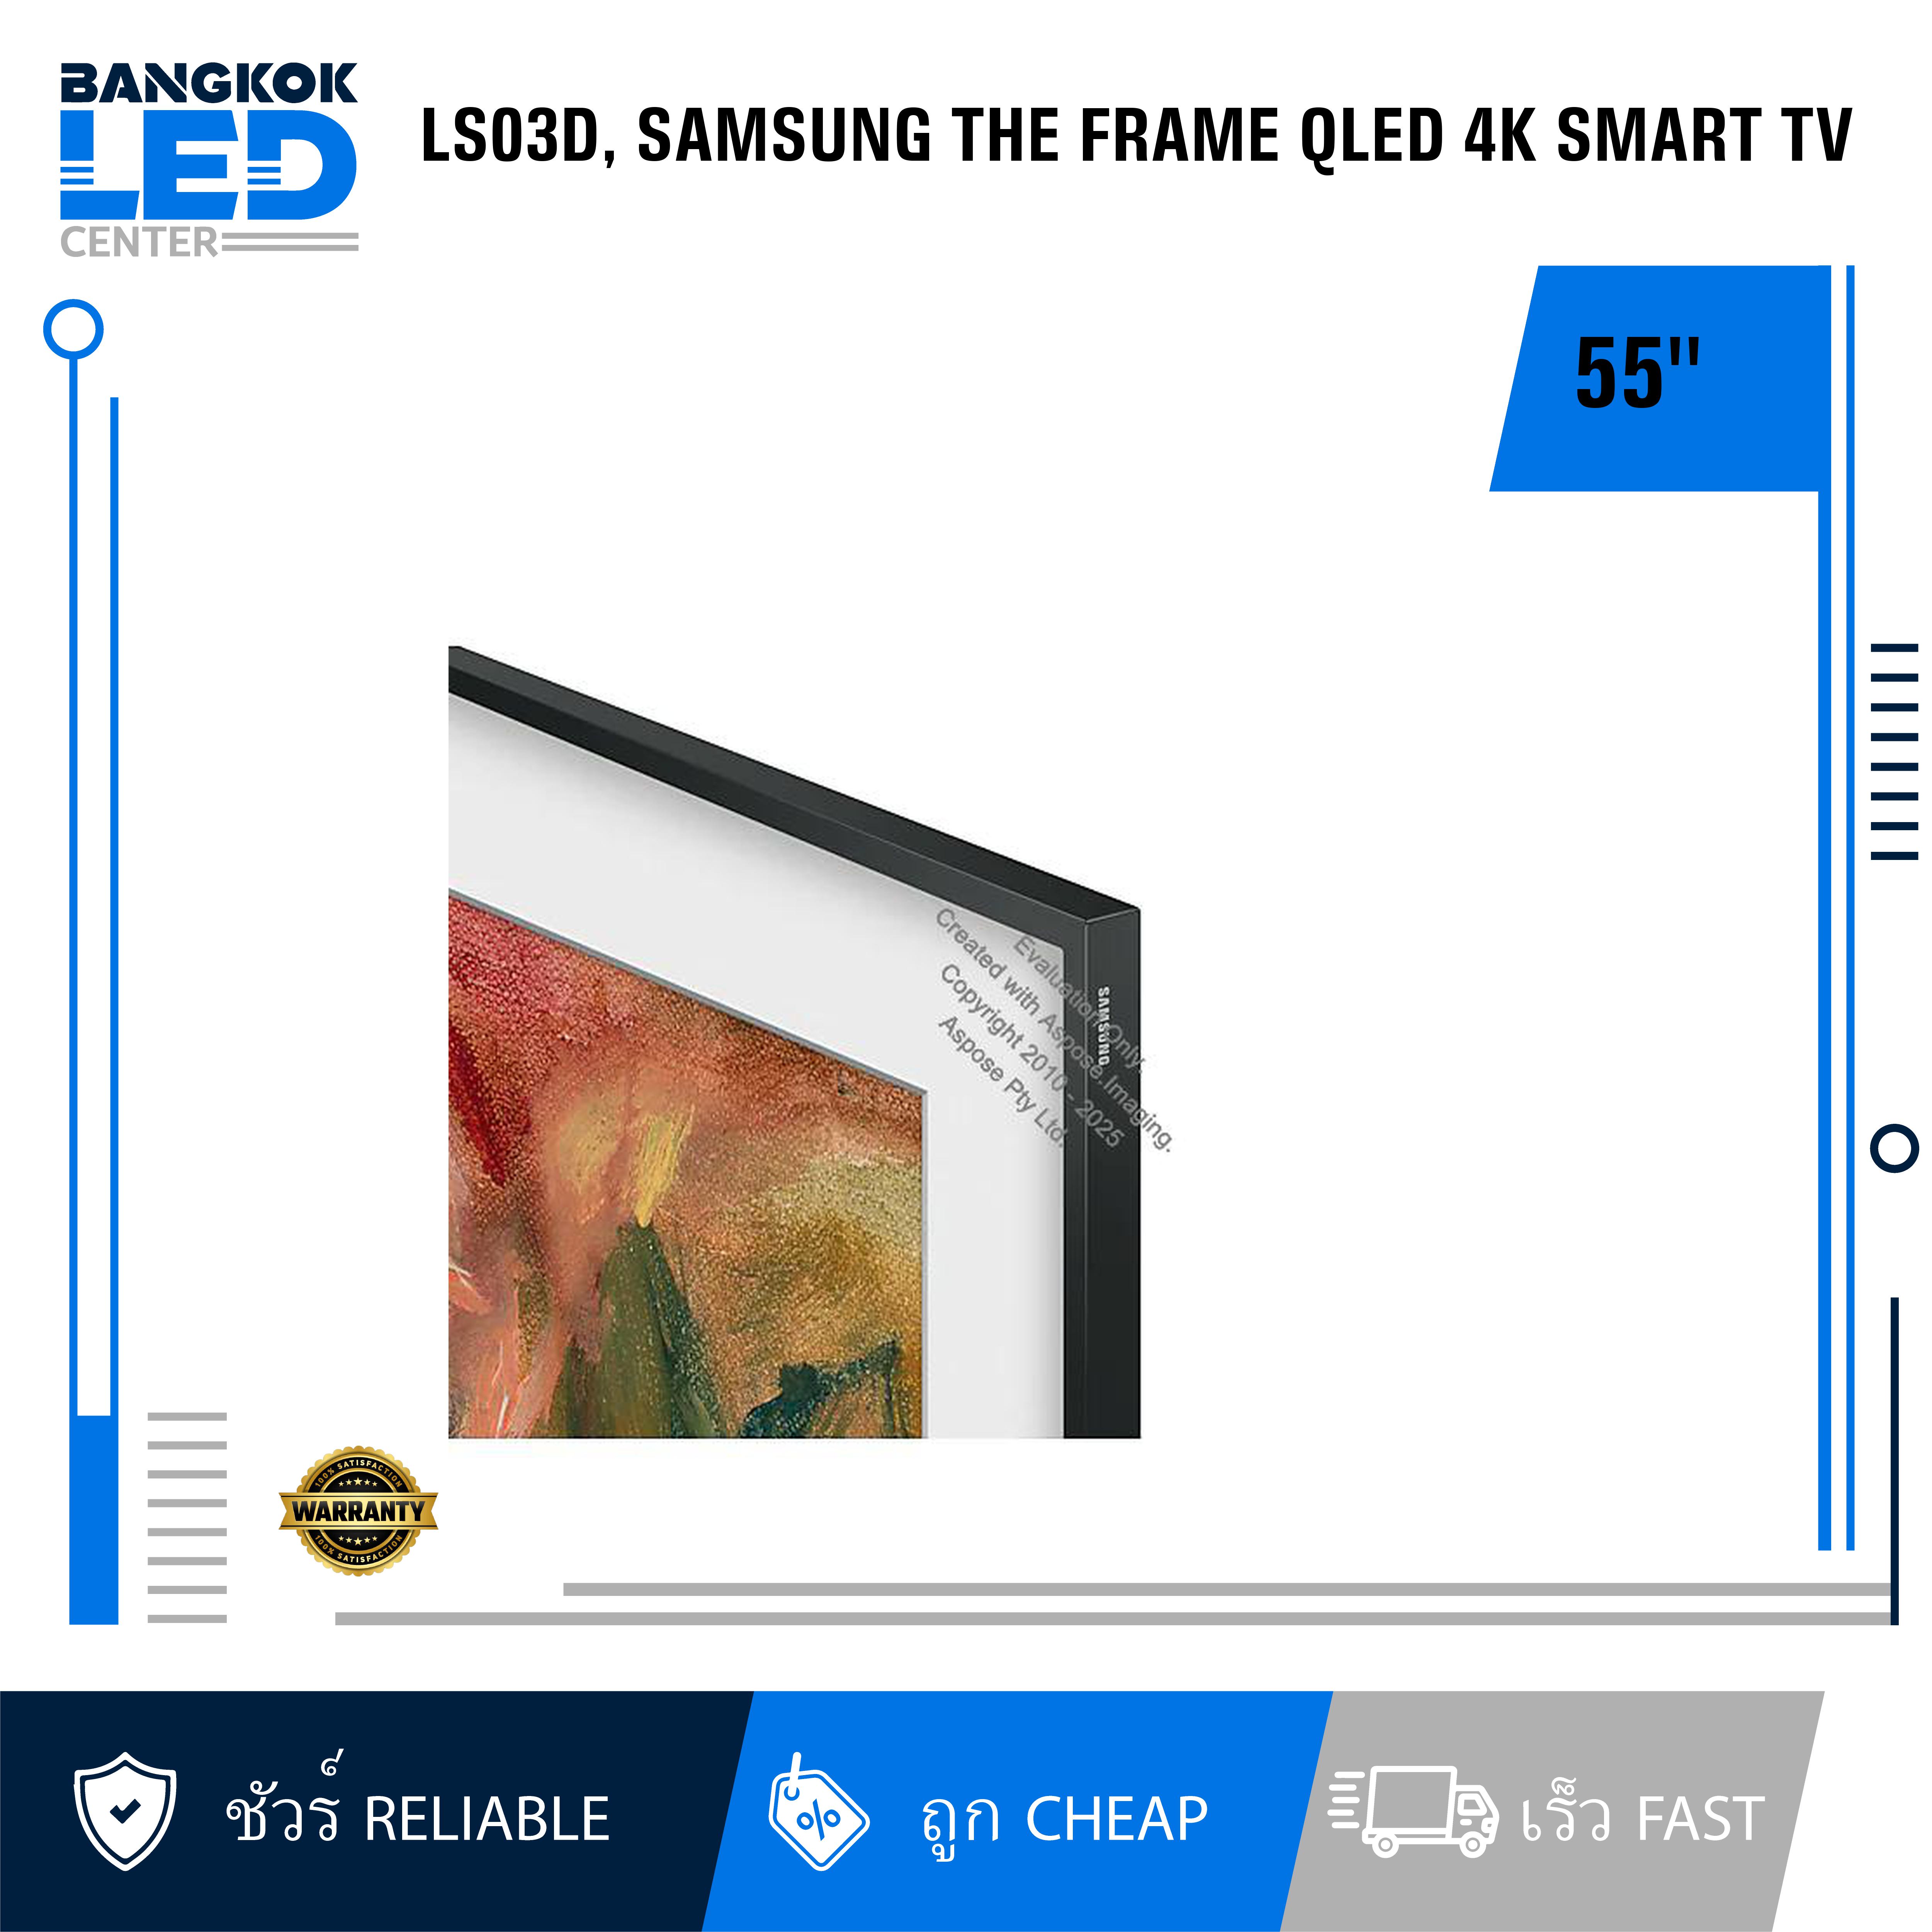 BANGKOK
LED
CENTER
LS03D, SAMSUNG THE FRAME QLED 4K SMART TV
55"
SAMSUNG
Evaluation Only.
Created with Aspose.Imaging.
Copyright 2010 - 2025
Aspose Pty Ltd.
100% SATISFACTION
WARRANTY
100% SATISFACTION
ชัวร์ RELIABLE
% ถูก CHEAP
เร็ว FAST